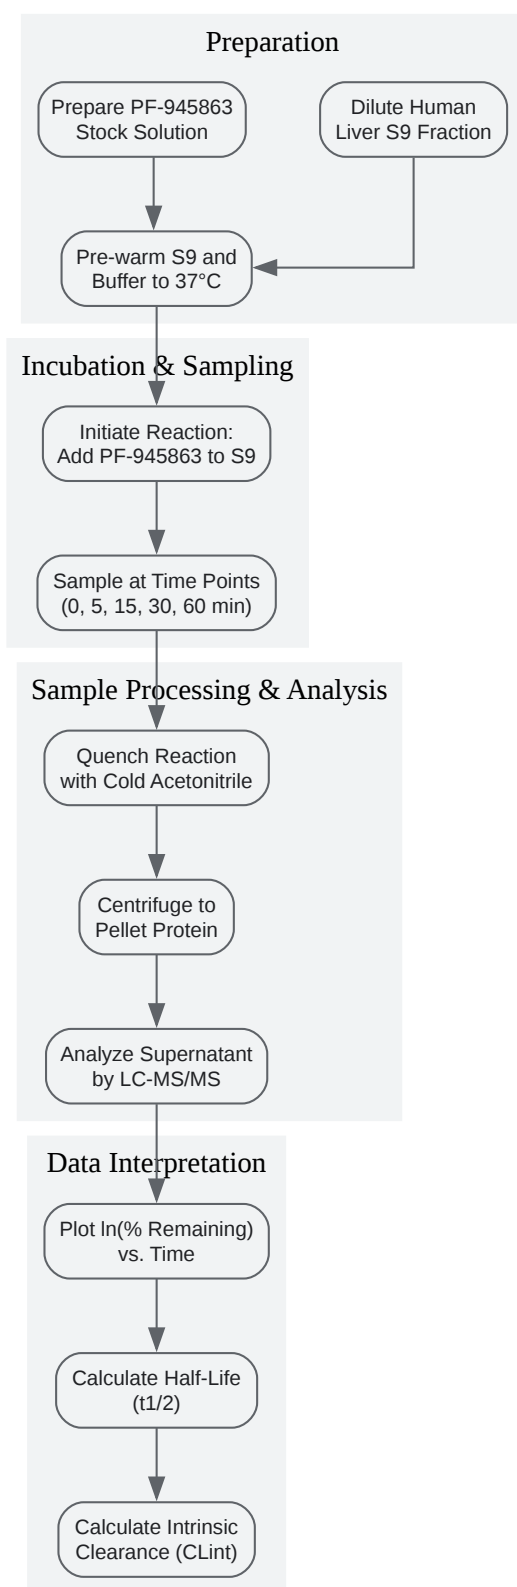 Preparation
Prepare PF-945863
Stock Solution
Dilute Human
Liver S9 Fraction
Pre-warm S9 and
Buffer to 37°C
Incubation & Sampling
Initiate Reaction:
Add PF-945863 to S9
Sample at Time Points
(0, 5, 15, 30, 60 min)
Sample Processing & Analysis
Quench Reaction
with Cold Acetonitrile
Centrifuge to
Pellet Protein
Analyze Supernatant
by LC-MS/MS
Data Interpretation
Plot ln(% Remaining)
vs. Time
Calculate Half-Life
(t1/2)
Calculate Intrinsic
Clearance (CLint)